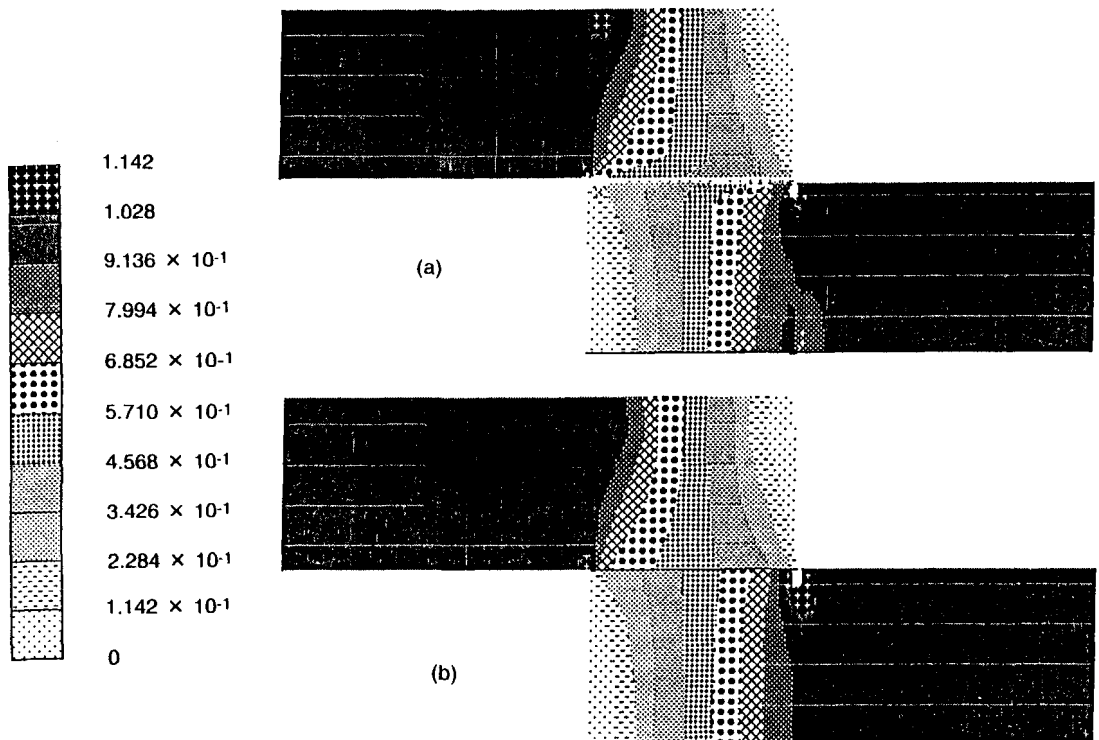 1.142
1.028
9.136 × 10-1
7.994 × 10-1
6.852 × 10-1
5.710 × 10-1
4.568 × 10-1
3.426 × 10-1
2.284 × 10-1
1.142 × 10-1
0
(a)
(b)